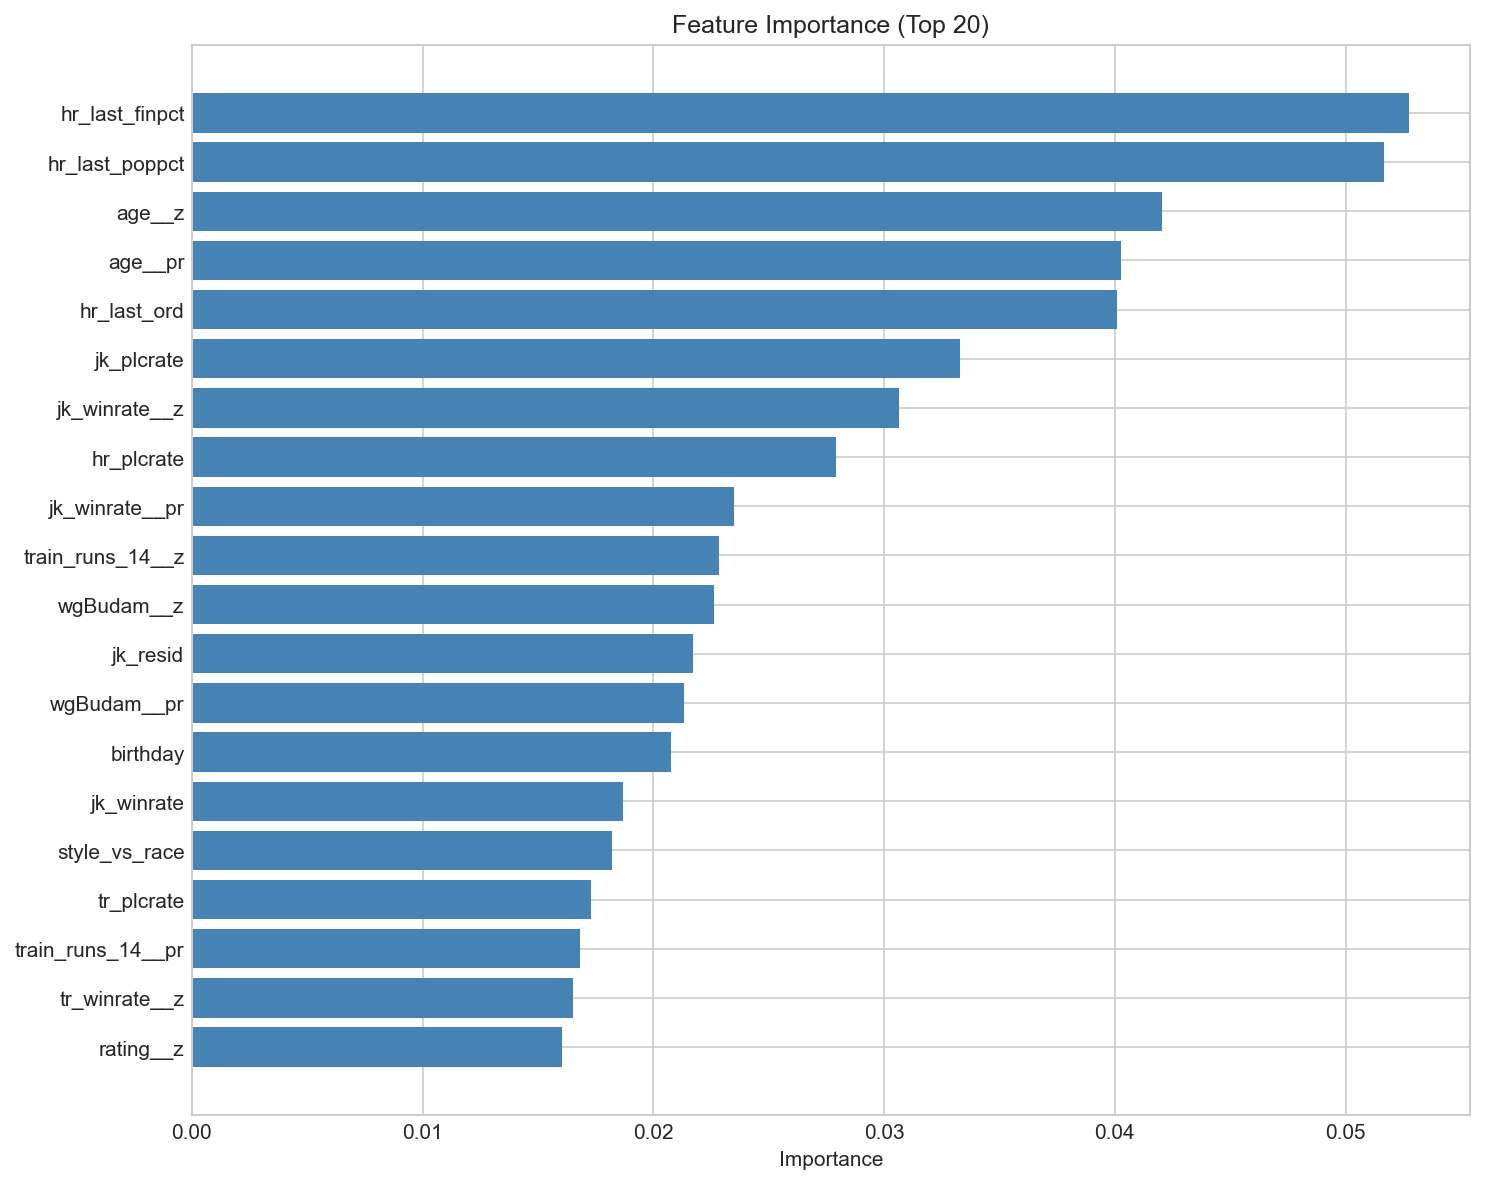 Feature Importance (Top 20)
hr_last_finpct
hr_last_poppct
age__z
age__pr
hr_last_ord
jk_plcrate
jk_winrate__z
hr_plcrate
jk_winrate__pr
train_runs_14__z
wgBudam__z
jk_resid
wgBudam__pr
birthday
jk_winrate
style_vs_race
tr_plcrate
train_runs_14__pr
tr_winrate__z
rating__z
0.00 0.01 0.02 0.03 0.04 0.05
Importance